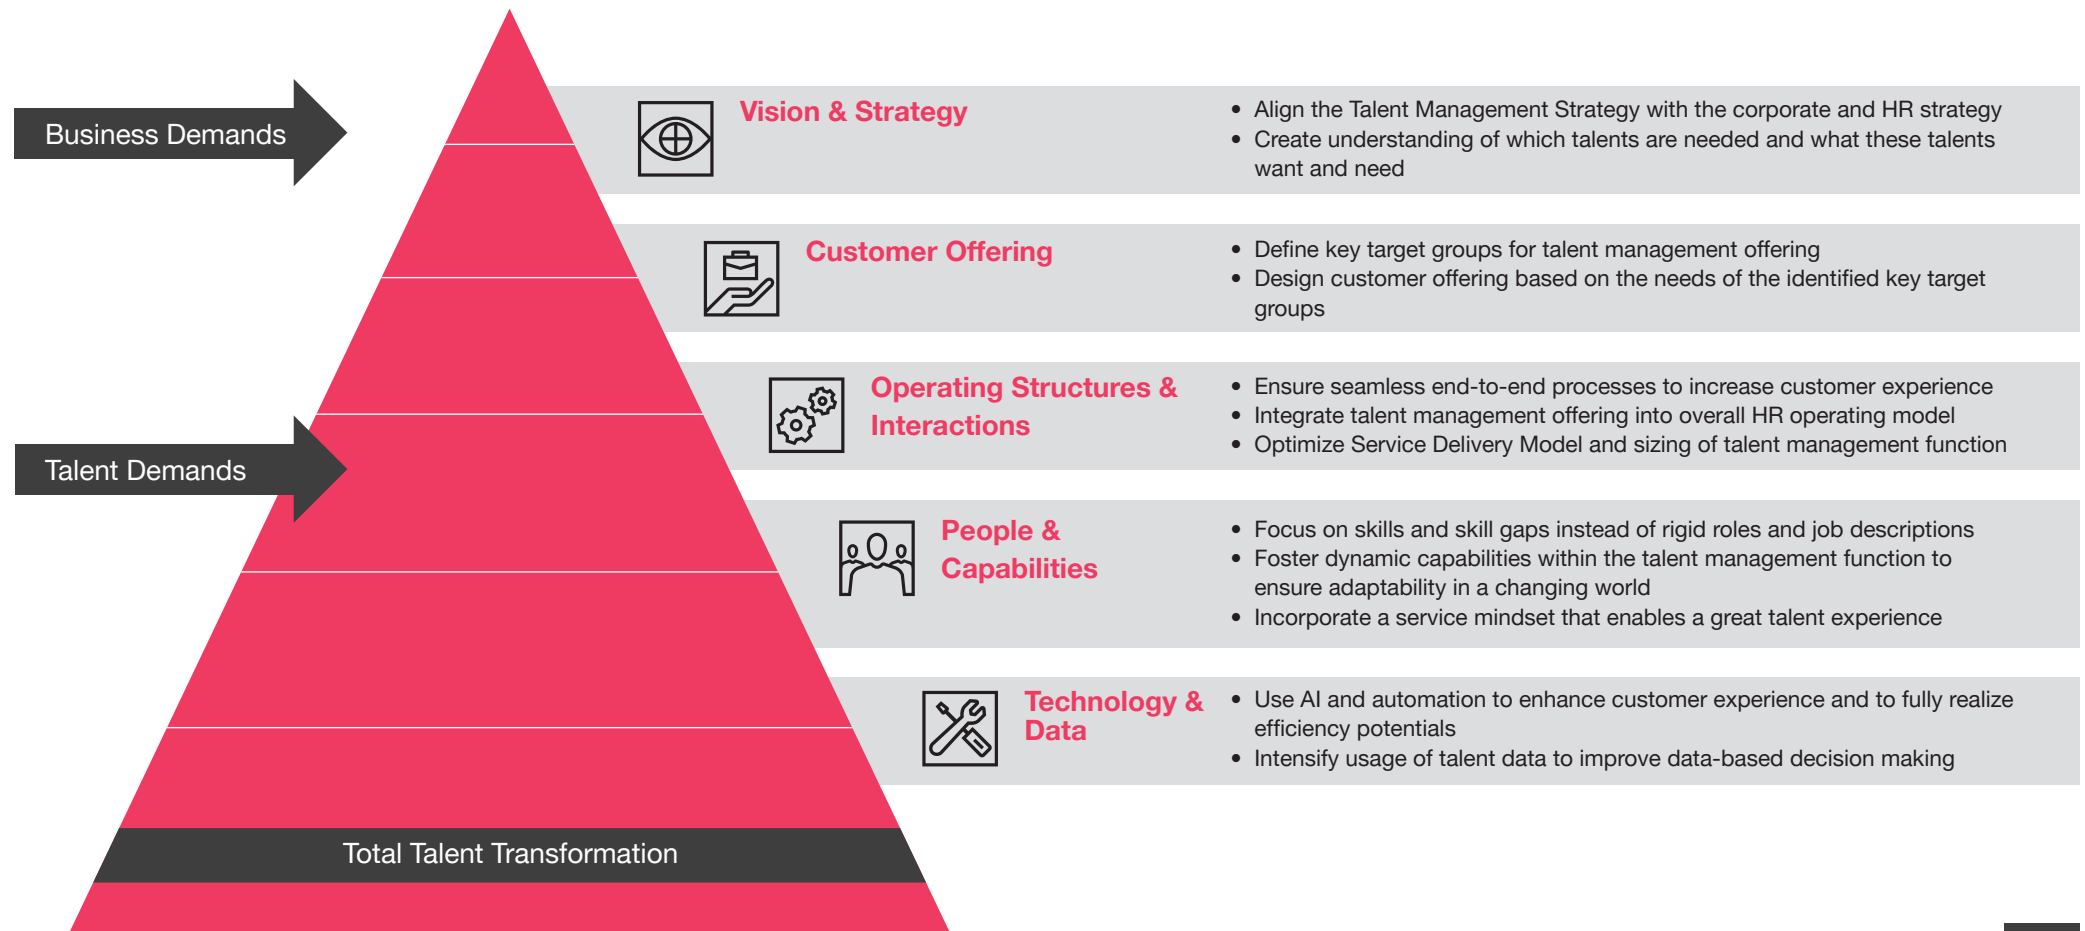 Business Demands
Talent Demands
Vision & Strategy
• Align the Talent Management Strategy with the corporate and HR strategy
• Create understanding of which talents are needed and what these talents
want and need
Customer Offering
• Define key target groups for talent management offering
• Design customer offering based on the needs of the identified key target
groups
Operating Structures &
Interactions
• Ensure seamless end-to-end processes to increase customer experience
• Integrate talent management offering into overall HR operating model
• Optimize Service Delivery Model and sizing of talent management function
People &
Capabilities
• Focus on skills and skill gaps instead of rigid roles and job descriptions
• Foster dynamic capabilities within the talent management function to
ensure adaptability in a changing world
• Incorporate a service mindset that enables a great talent experience
Technology &
Data
• Use AI and automation to enhance customer experience and to fully realize
efficiency potentials
• Intensify usage of talent data to improve data-based decision making
Total Talent Transformation